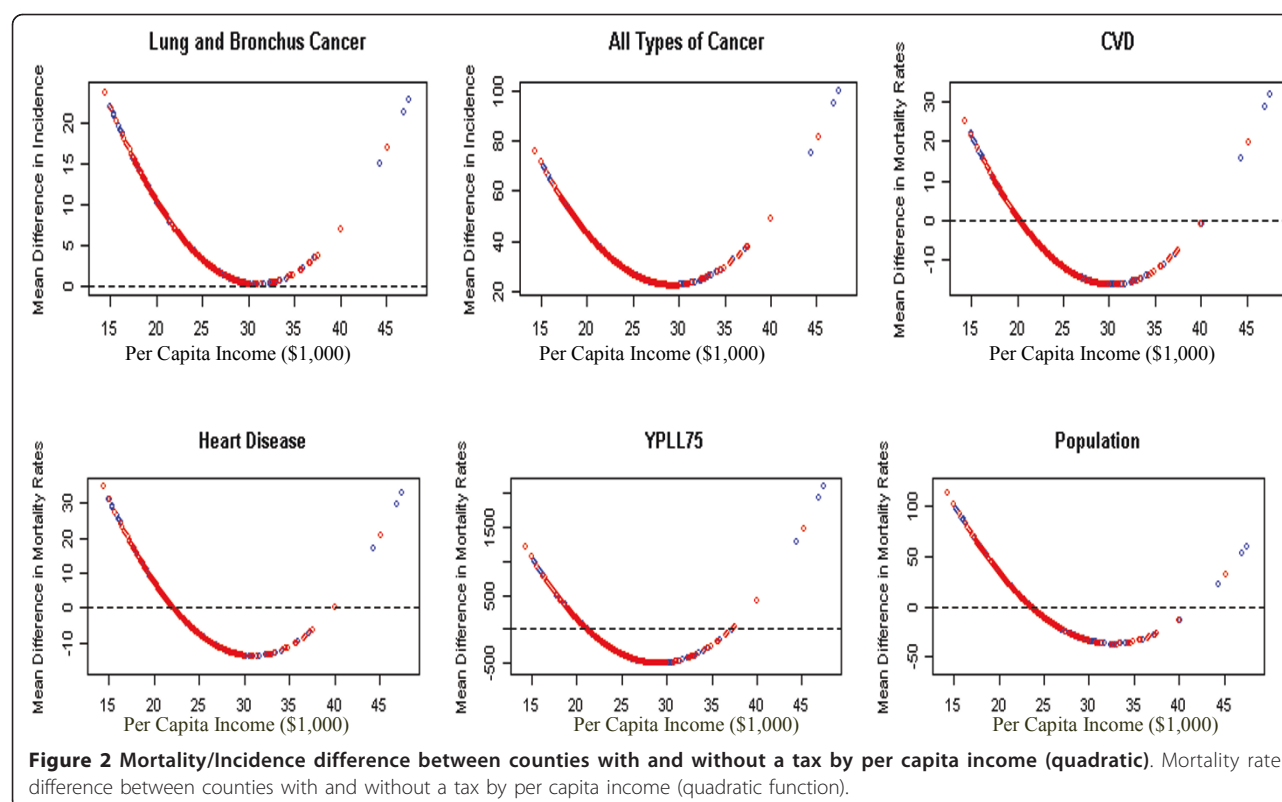 Lung and Bronchus Cancer
Mean Difference in Incidence
20
15
10
5
0
15 20 25 30 35 40 45
Per Capita Income ($1,000)
All Types of Cancer
Mean Difference in Incidence
100
80
60
40
20
15 20 25 30 35 40 45
Per Capita Income ($1,000)
CVD
Mean Difference in Mortality Rates
30
20
10
0
-10
15 20 25 30 35 40 45
Per Capita Income ($1,000)
Heart Disease
Mean Difference in Mortality Rates
30
20
10
0
-10
15 20 25 30 35 40 45
Per Capita Income ($1,000)
YPLL75
Mean Difference in Mortality Rates
1500
500
-500
15 20 25 30 35 40 45
Per Capita Income ($1,000)
Population
Mean Difference in Mortality Rates
100
50
0
-50
15 20 25 30 35 40 45
Per Capita Income ($1,000)
Figure 2 Mortality/Incidence difference between counties with and without a tax by per capita income (quadratic). Mortality rate
difference between counties with and without a tax by per capita income (quadratic function).